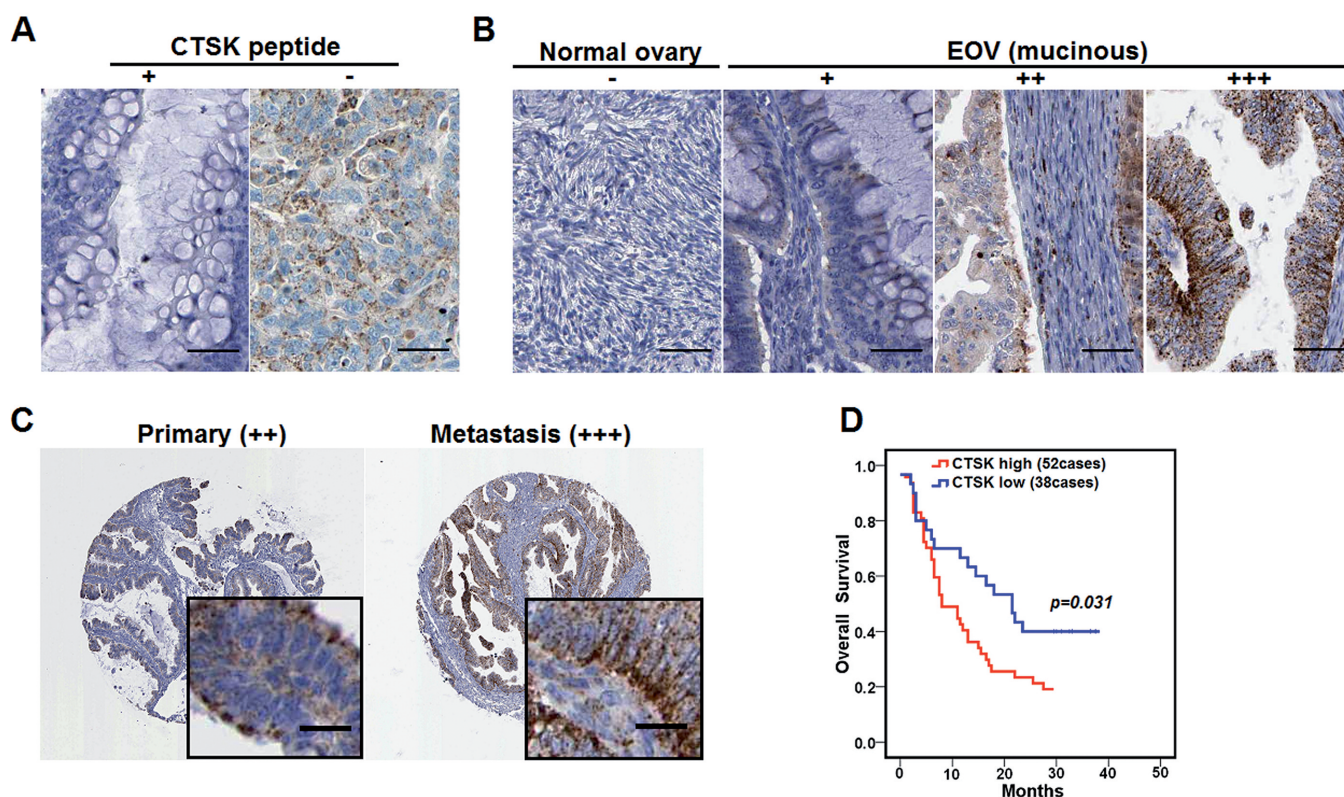 A
CTSK peptide
+ -
B
Normal ovary
EOV (mucinous)
- + ++ +++
C
Primary (++)
Metastasis (+++)
D
CTSK high (52cases)
CTSK low (38cases)
p=0.031
Overall Survival
1.0
0.8
0.6
0.4
0.2
0.0
0 10 20 30 40 50
Months